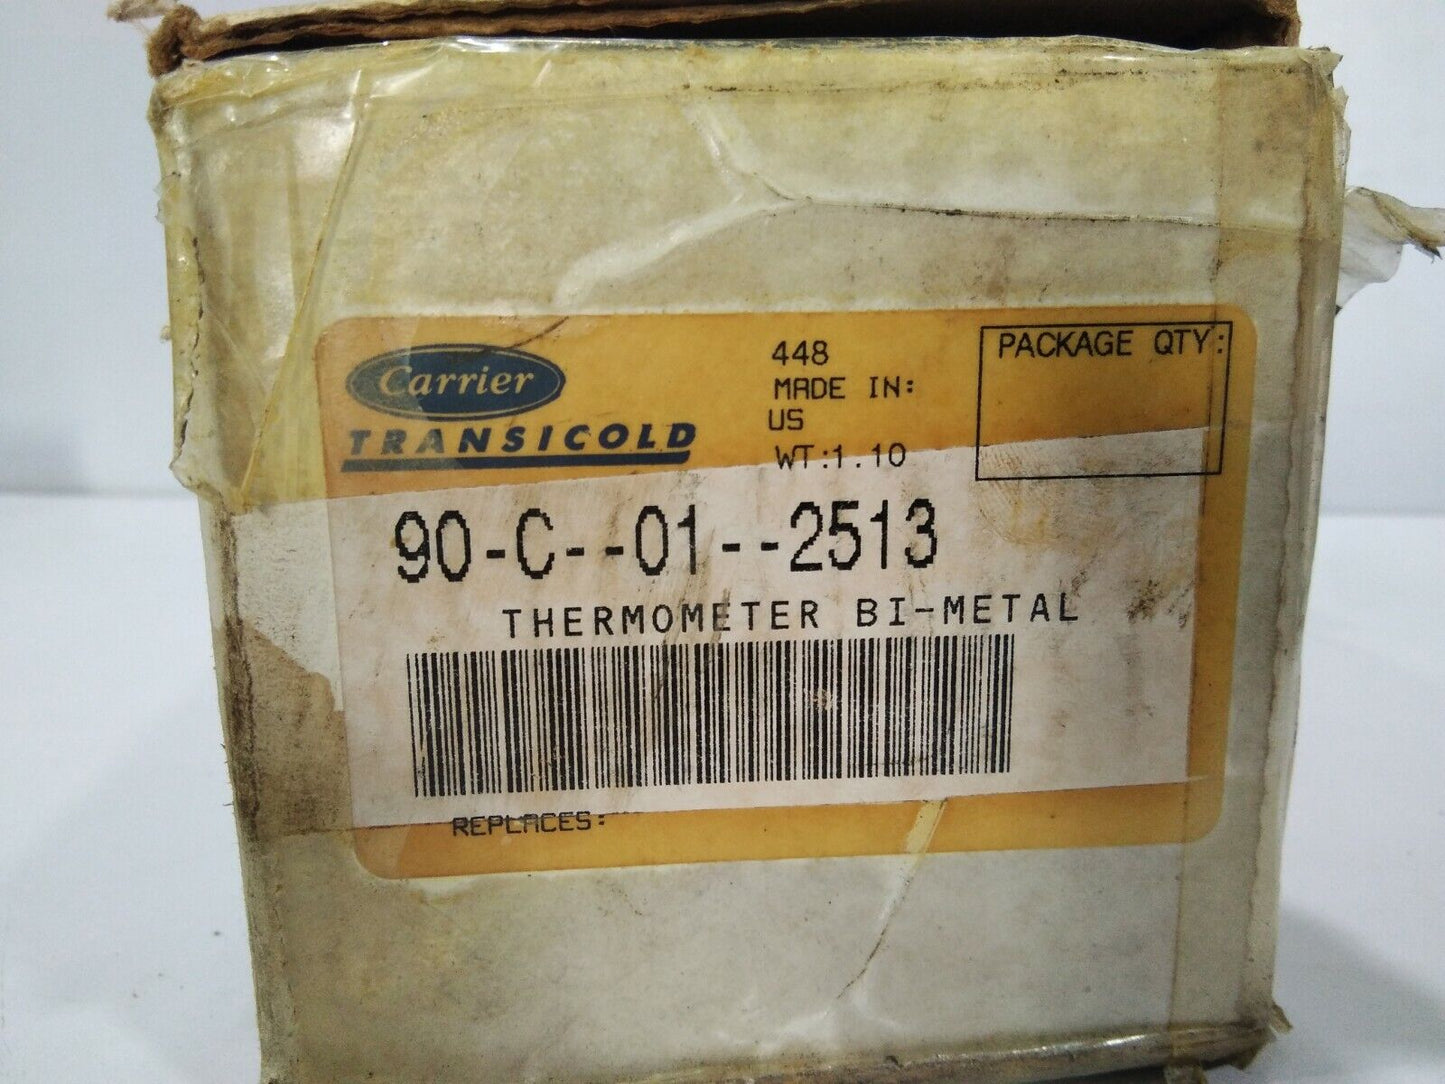 Carrier
TRANSICOLD
448
MADE IN:
US
WT:1.10
PACKAGE QTY:
90-C--01--2513
THERMOMETER BI-METAL
REPLACES: